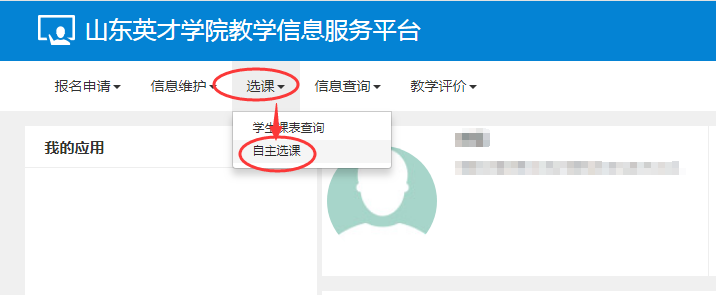 山东英才学院教学信息服务平台
报名申请 信息维护 选课 信息查询 教学评价
学生课表查询
自主选课
我的应用